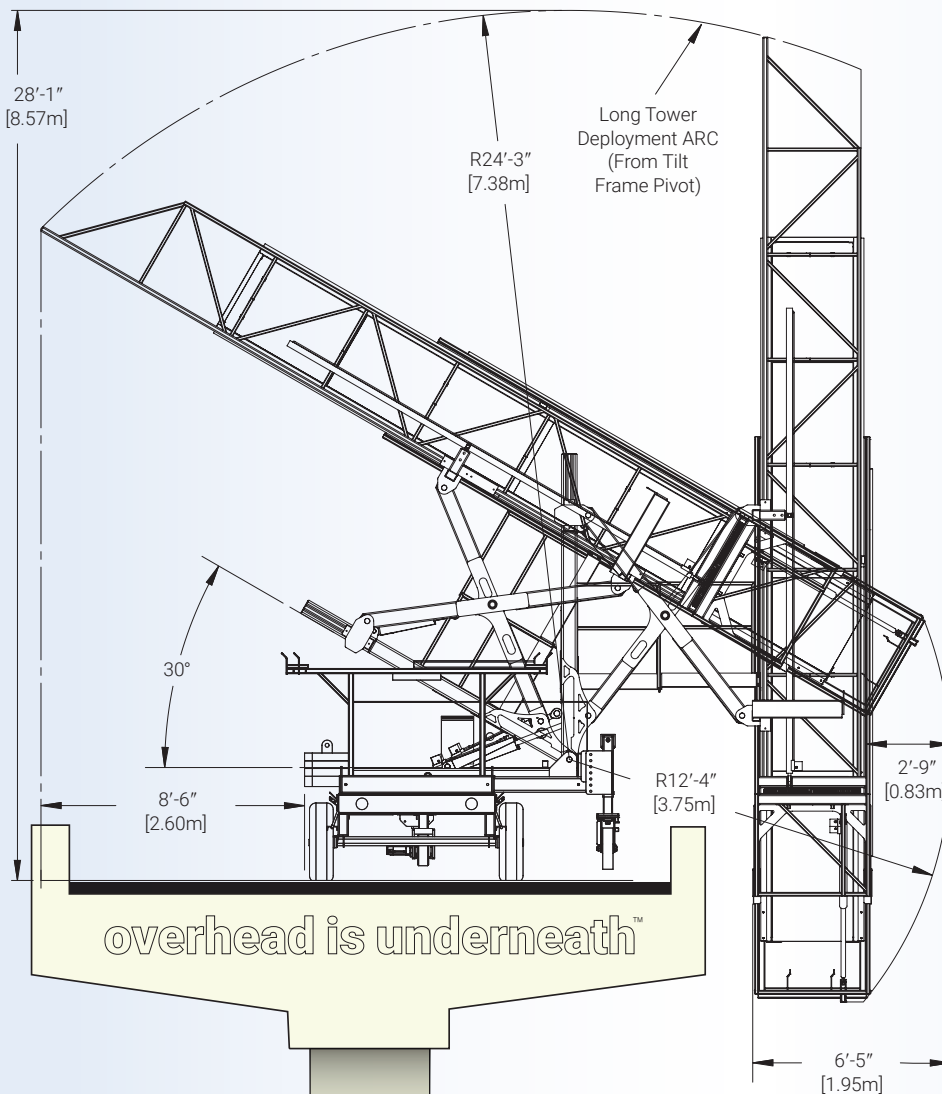 28′-1″
[8.57m]
R24′-3″
[7.38m]
Long Tower
Deployment ARC
(From Tilt
Frame Pivot)
30°
8′-6″
[2.60m]
R12′-4″
[3.75m]
2′-9″
[0.83m
overhead is underneath™
6′-5″
[1.95m]